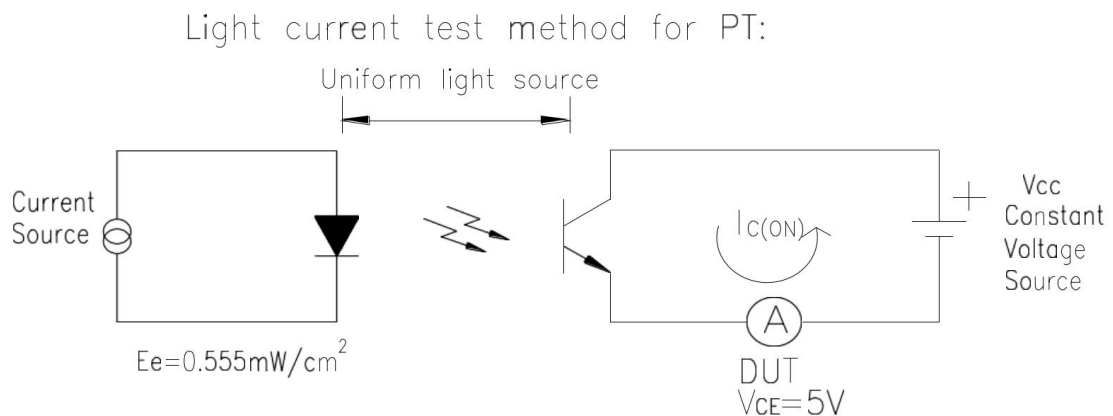 Light current test method for PT:
Uniform light source
Current
Source
Ee=0.555mW/cm²
IC(ON)
A
DUT
VCE=5V
+
Vcc
Constant
Voltage
Source